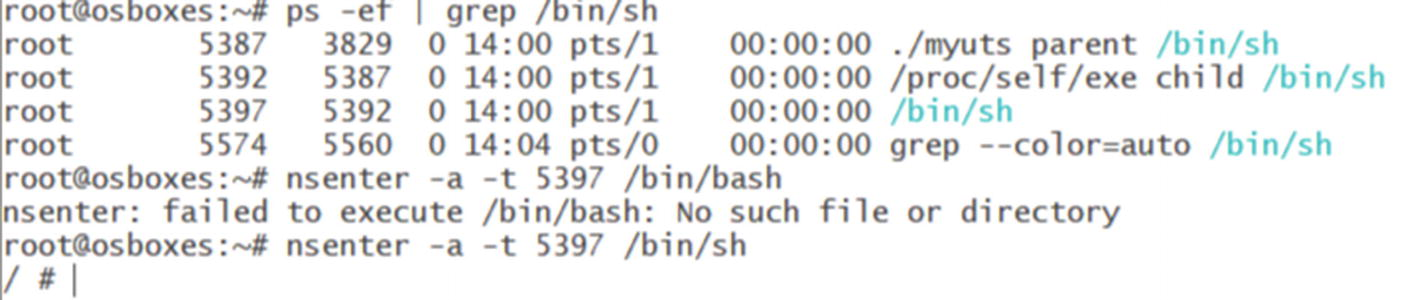 root@osboxes:~# ps -ef | grep /bin/sh
root 5387 3829 0 14:00 pts/1 00:00:00 ./myuts parent /bin/sh
root 5392 5387 0 14:00 pts/1 00:00:00 /proc/self/exe child /bin/sh
root 5397 5392 0 14:00 pts/1 00:00:00 /bin/sh
root 5574 5560 0 14:04 pts/0 00:00:00 grep --color=auto /bin/sh
root@osboxes:~# nsenter -a -t 5397 /bin/bash
nsenter: failed to execute /bin/bash: No such file or directory
root@osboxes:~# nsenter -a -t 5397 /bin/sh
/ #